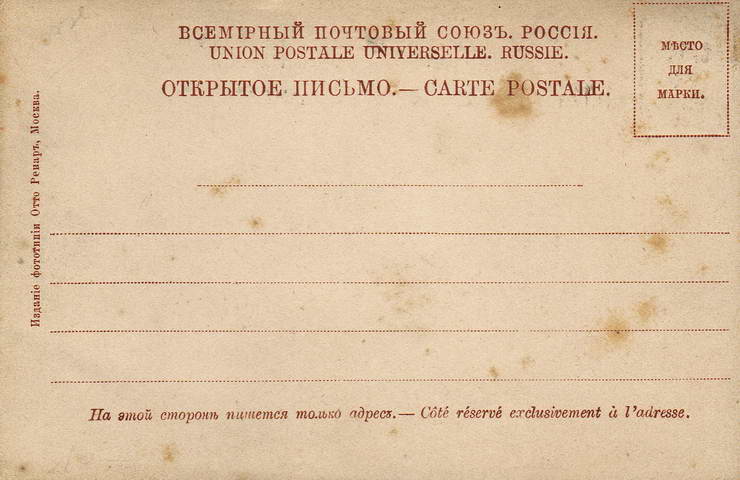 ВСЕМІРНЫЙ ПОЧТОВЫЙ СОЮЗЪ. РОССІЯ.
UNION POSTALE UNIVERSELLE. RUSSIE.
ОТКРЫТОЕ ПИСЬМО.— CARTE POSTALE.
МѢСТО
ДЛЯ
МАРКИ.
Изданіе фототипіи Отто Ренаръ, Москва.
На этой сторонѣ пишется только адресъ.— Côté réservé exclusivement à l'adresse.